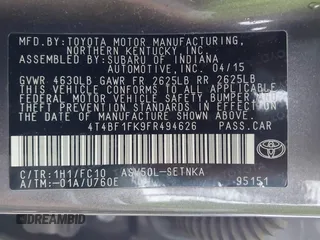 MFD. BY: TOYOTA MOTOR MANUFACTURING,
NORTHERN KENTUCKY, INC.
ASSEMBLED BY: SUBARU OF INDIANA
AUTOMOTIVE, INC. 04/15
GVWR 4630LB GAWR FR 2625LB RR 2625LB
THIS VEHICLE CONFORMS TO ALL APPLICABLE
FEDERAL MOTOR VEHICLE SAFETY, BUMPER, AND
THEFT PREVENTION STANDARDS IN EFFECT ON THE
DATE OF MANUFACTURE SHOWN ABOVE.
4T4BF1FK9FR494626 PASS.CAR
C/TR: 1H1/FC10 ASV50L-SETNKA
A/TM: -01A/U760E 95151
TOYOTA
DREAMBID